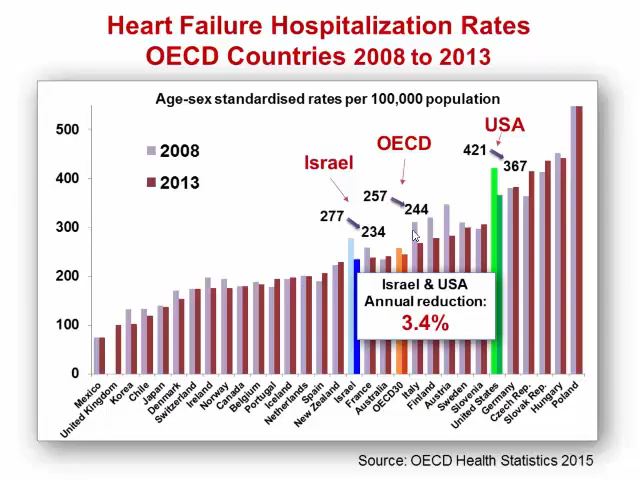 Heart Failure Hospitalization Rates
OECD Countries 2008 to 2013
Age-sex standardised rates per 100,000 population
500
400
300
200
100
0
2008
2013
Israel
277
234
OECD
257
244
USA
421
367
Israel & USA
Annual reduction:
3.4%
Mexico
United Kingdom
Korea
Chile
Japan
Denmark
Switzerland
Ireland
Norway
Canada
Belgium
Portugal
Iceland
Netherlands
Spain
New Zealand
Israel
France
Australia
OECD30
Italy
Finland
Austria
Sweden
Slovenia
United States
Germany
Czech Rep.
Slovak Rep.
Hungary
Poland
Source: OECD Health Statistics 2015